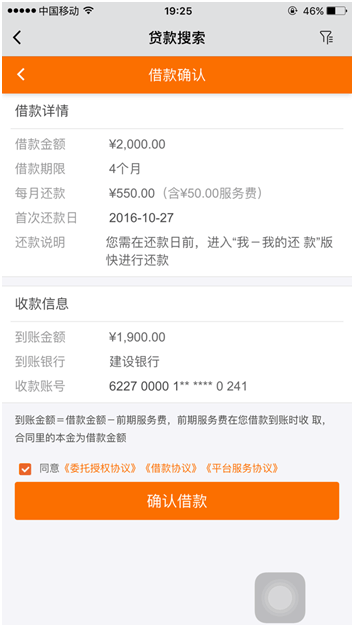 中国移动 19:25 46%
贷款搜索
借款确认
借款详情
借款金额 ¥2,000.00
借款期限 4个月
每月还款 ¥550.00（含¥50.00服务费）
首次还款日 2016-10-27
还款说明 您需在还款日前，进入“我－我的还 款”版
快进行还款
收款信息
到账金额 ¥1,900.00
到账银行 建设银行
收款账号 6227 0000 1** **** 0 241
到账金额＝借款金额－前期服务费，前期服务费在您借款到账时收 取，
合同里的本金为借款金额
同意《委托授权协议》《借款协议》《平台服务协议》
确认借款